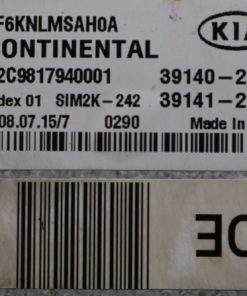 F6KNLMSAH0A
CONTINENTAL KIA
2C9817940001 39140-2
dex 01 SIM2K-242 39141-2
08.07.15/7 0290 Made in
DE